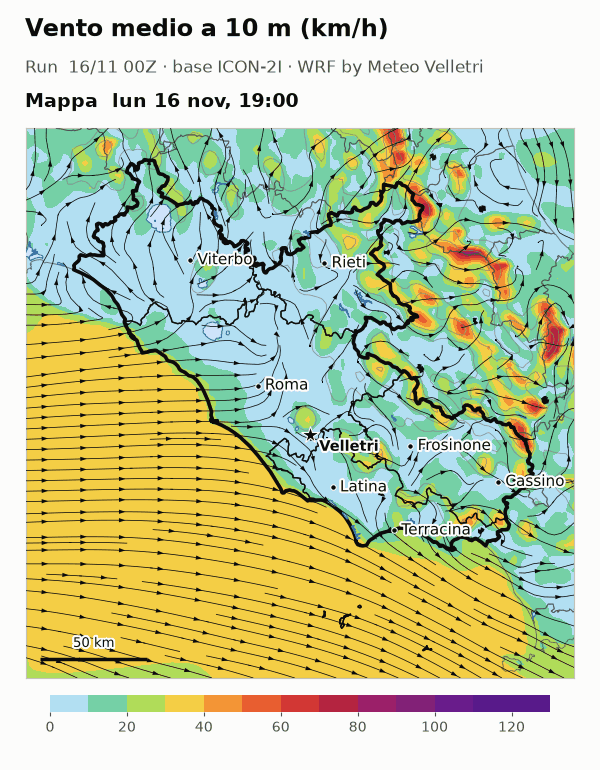 Vento medio a 10 m (km/h)
Run  16/11 00Z · base ICON-2I · WRF by Meteo Velletri
Mappa  lun 16 nov, 19:00
Viterbo
Rieti
Roma
Velletri
Frosinone
Cassino
Latina
Terracina
50 km
0 20 40 60 80 100 120